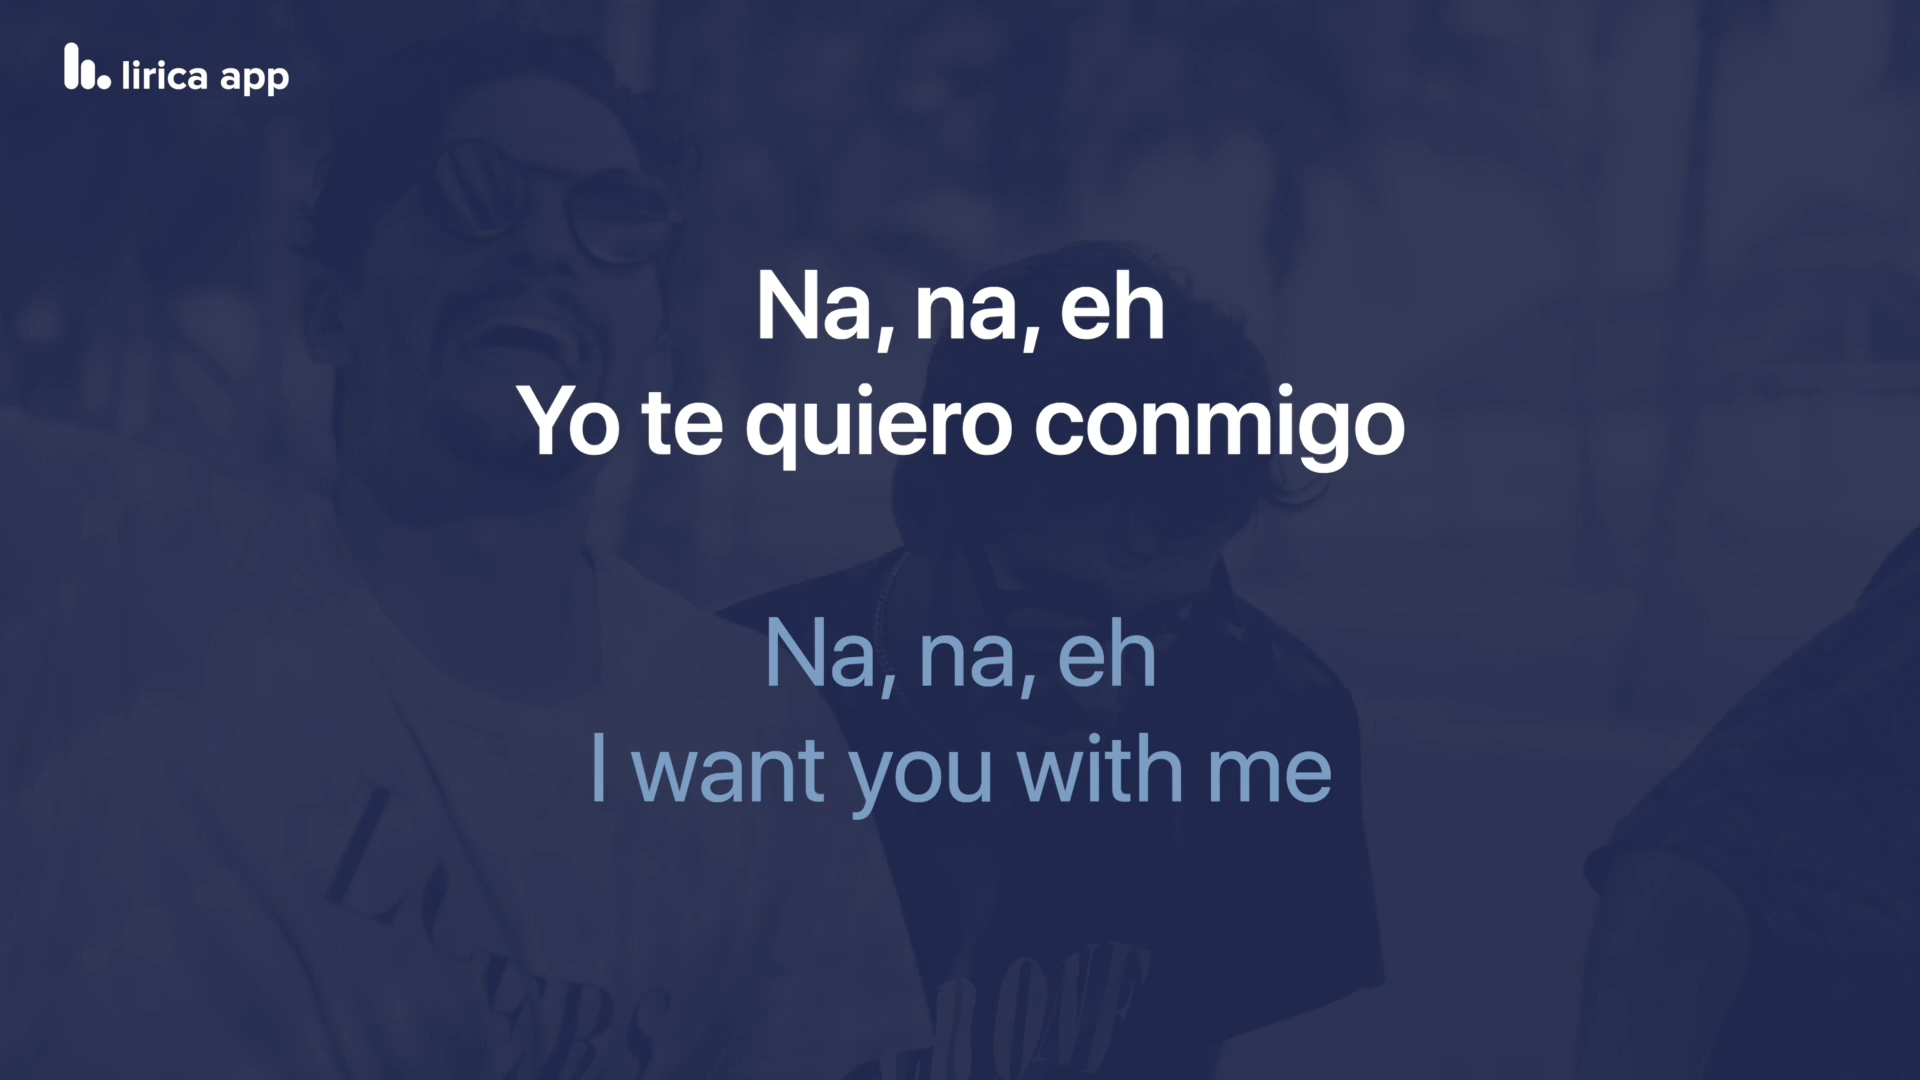 lirica app
Na, na, eh
Yo te quiero conmigo
Na, na, eh
I want you with me